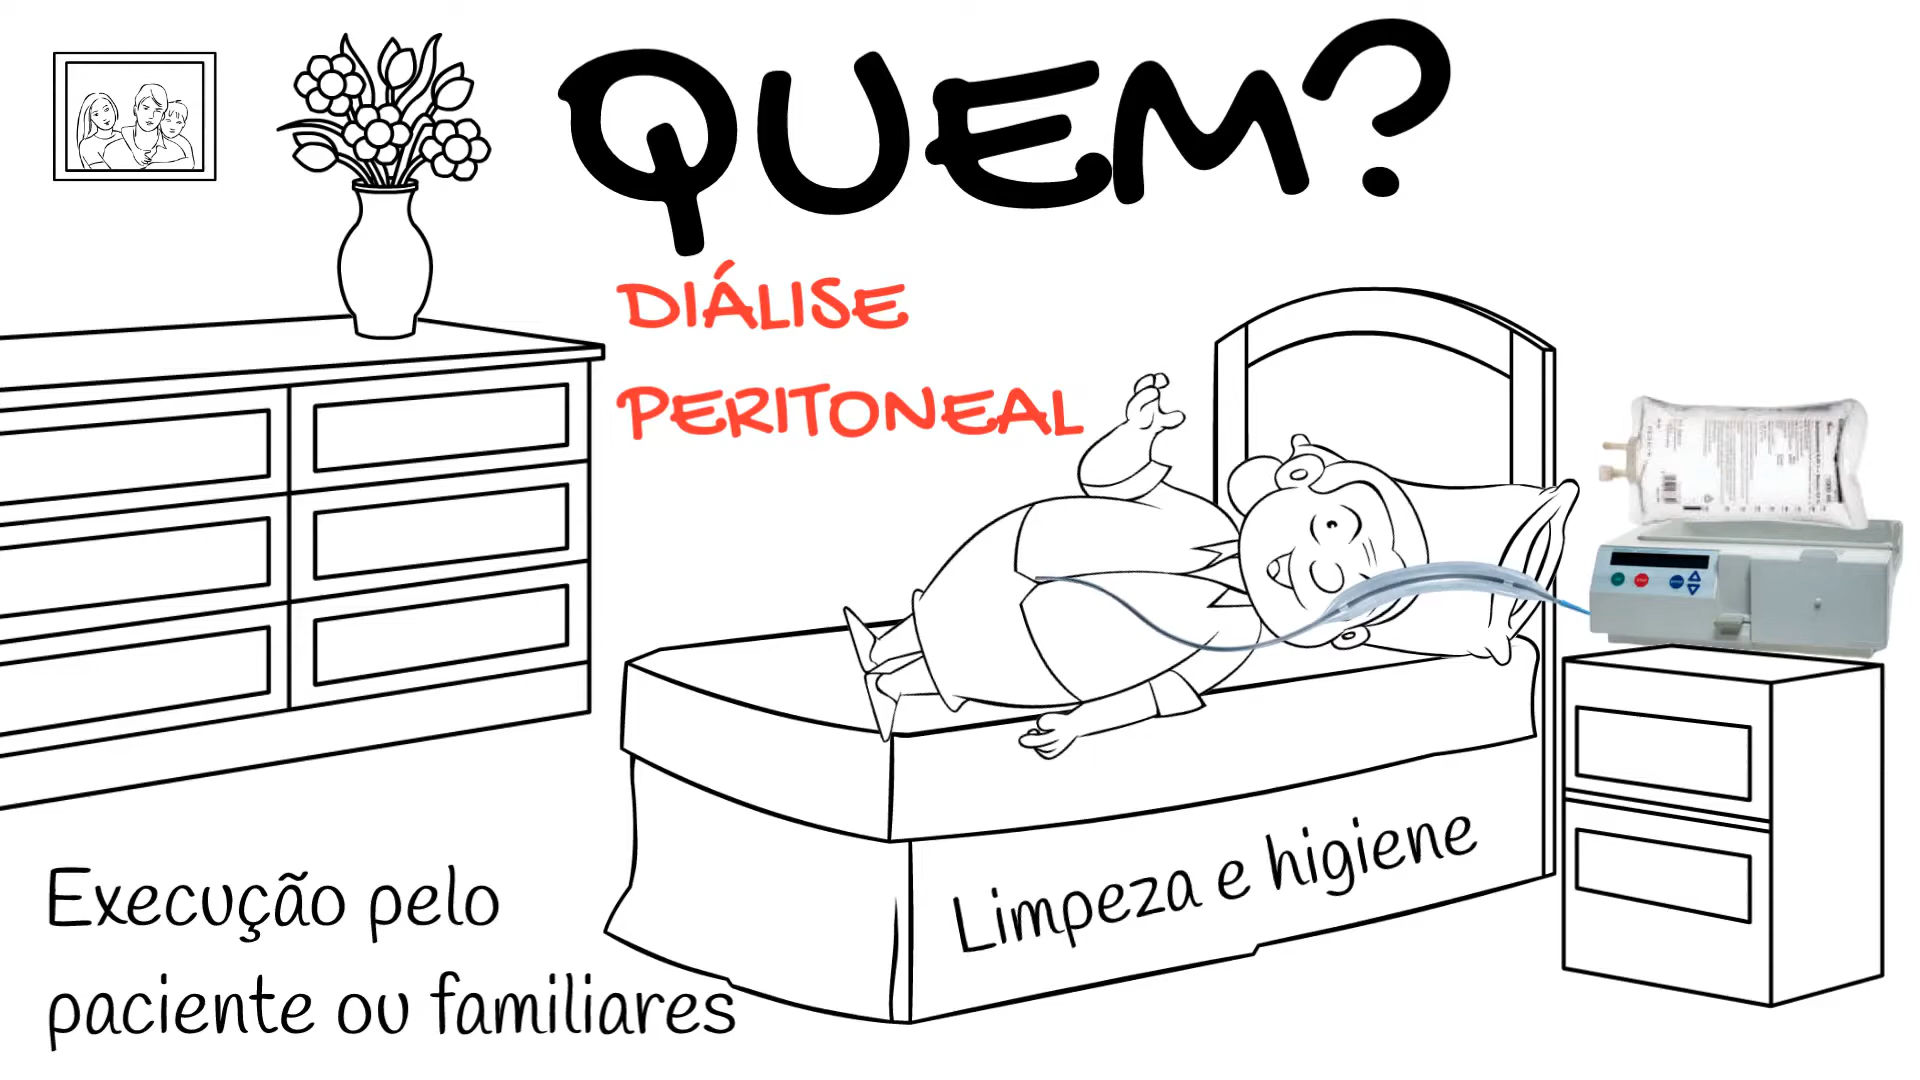 QUEM?
DIÁLISE
PERITONEAL
Limpeza e higiene
Execução pelo
paciente ou familiares